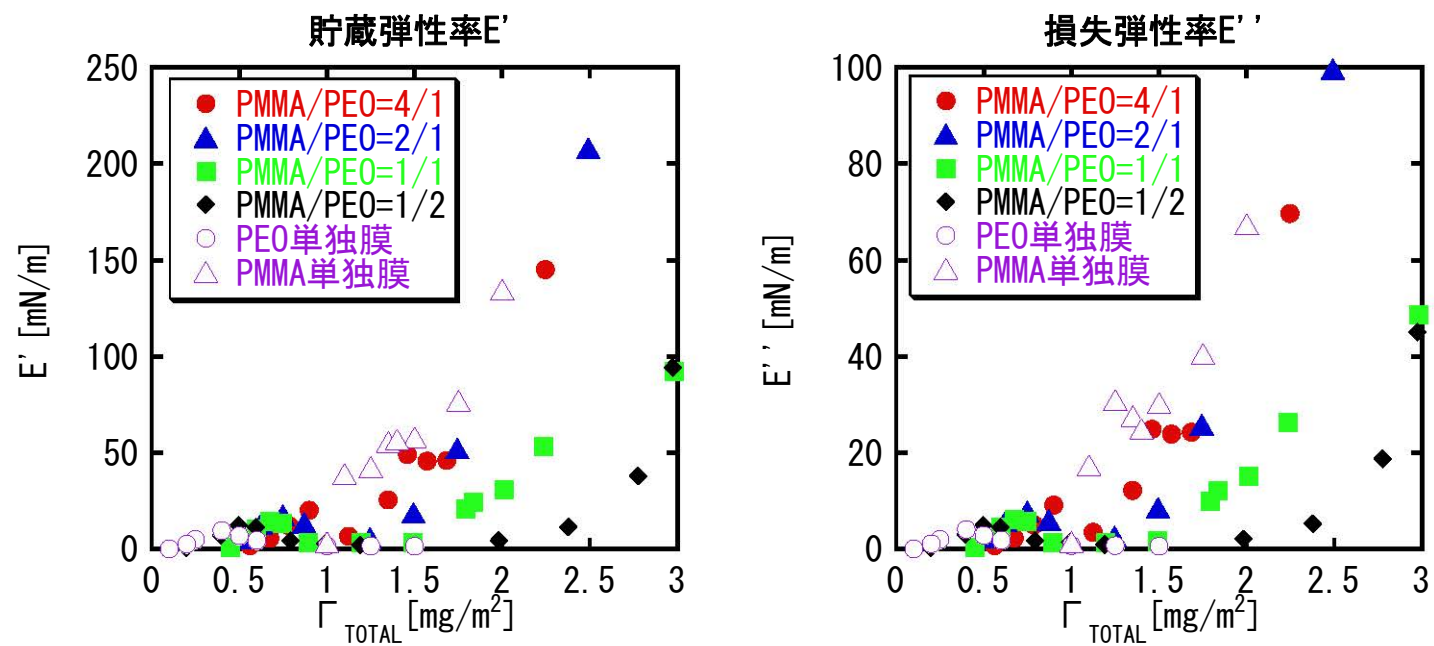 貯蔵弾性率E'
250
200
150
100
50
0
E' [mN/m]
PMMA/PEO=4/1
PMMA/PEO=2/1
PMMA/PEO=1/1
PMMA/PEO=1/2
PEO単独膜
PMMA単独膜
0 0.5 1 1.5 2 2.5 3
Γ_TOTAL [mg/m²]
損失弾性率E''
100
80
60
40
20
0
E'' [mN/m]
PMMA/PEO=4/1
PMMA/PEO=2/1
PMMA/PEO=1/1
PMMA/PEO=1/2
PEO単独膜
PMMA単独膜
0 0.5 1 1.5 2 2.5 3
Γ_TOTAL [mg/m²]